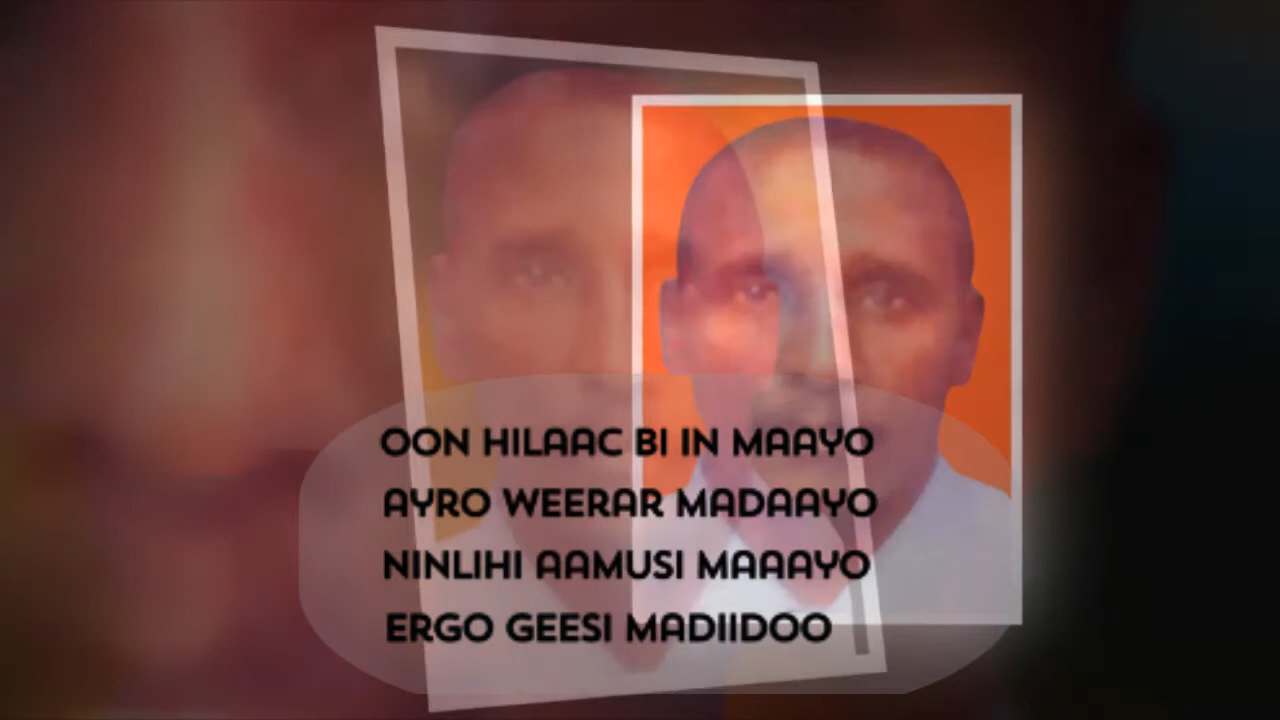 OON HILAAC BI IN MAAYO
AYRO WEERAR MADAAYO
NINLIHI AAMUSI MAAAYO
ERGO GEESI MADIIDOO